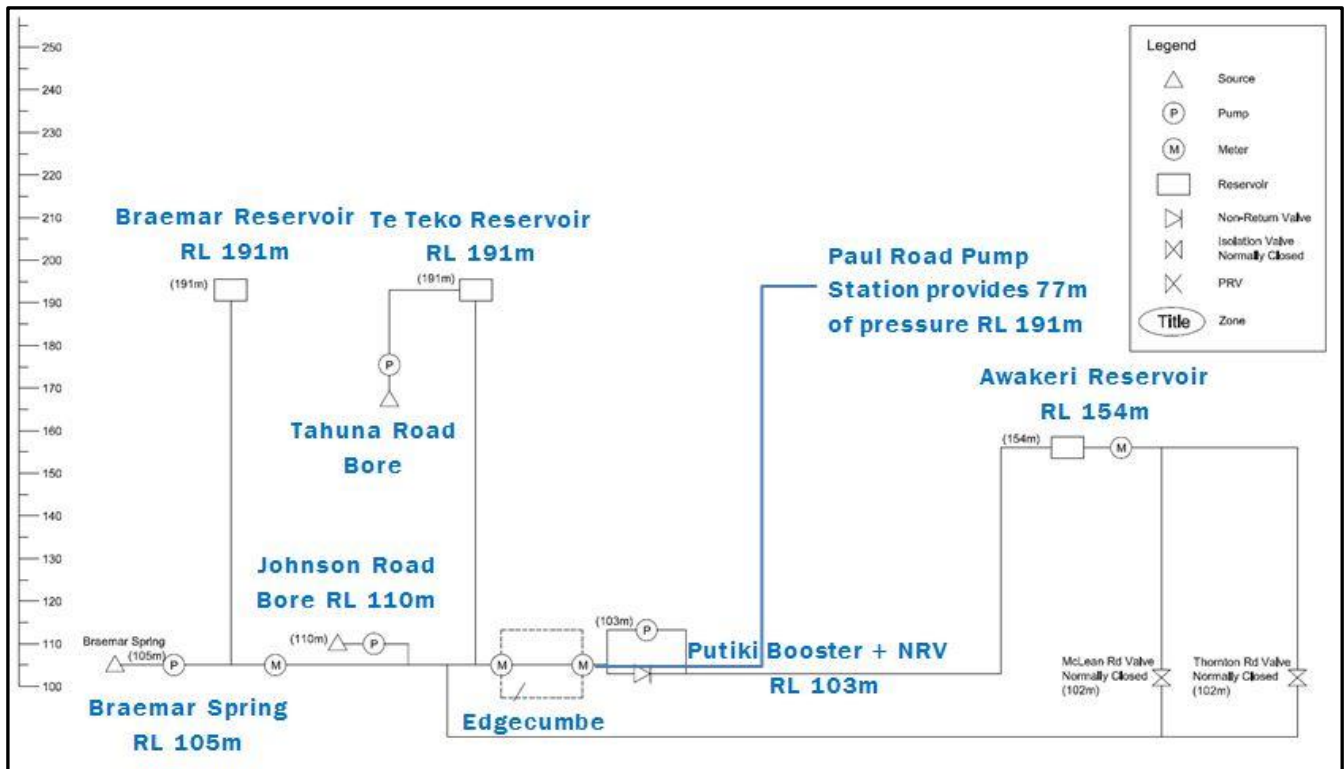 250
240
230
220
210
200
190
180
170
160
150
140
130
120
110
100
Legend
Source
Pump
P
Meter
M
Reservoir
Non-Return Valve
Isolation Valve
Normally Closed
PRV
Title
Zone
Braemar Reservoir
RL 191m
(191m)
Te Teko Reservoir
RL 191m
(191m)
P
Tahuna Road
Bore
Paul Road Pump
Station provides 77m
of pressure RL 191m
Awakeri Reservoir
RL 154m
(154m)
M
Johnson Road
Bore RL 110m
(110m)
P
Braemar Spring
(105m)
P
M
Braemar Spring
RL 105m
M
M
Edgecumbe
(103m)
P
Putiki Booster + NRV
RL 103m
McLean Rd Valve
Normally Closed
(102m)
Thornton Rd Valve
Normally Closed
(102m)